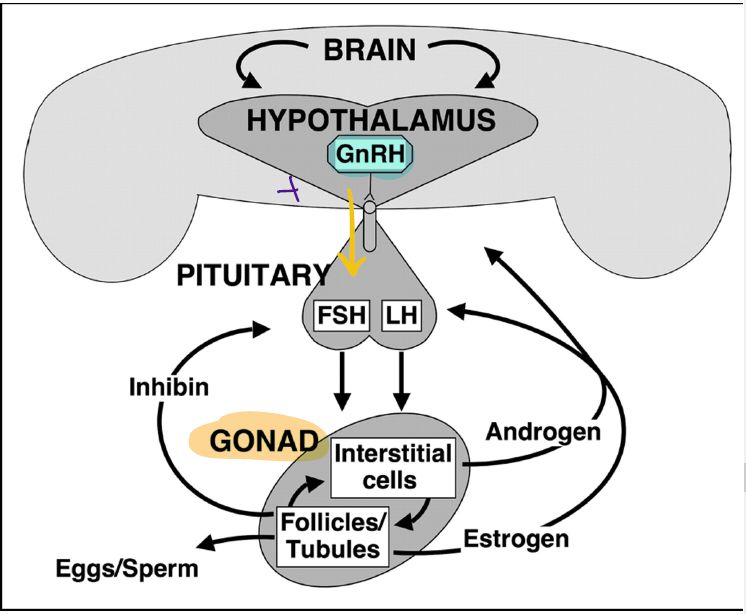 BRAIN
HYPOTHALAMUS
GnRH
PITUITARY
FSH LH
Inhibin
GONAD
Androgen
Interstitial
cells
Follicles/
Tubules
Estrogen
Eggs/Sperm